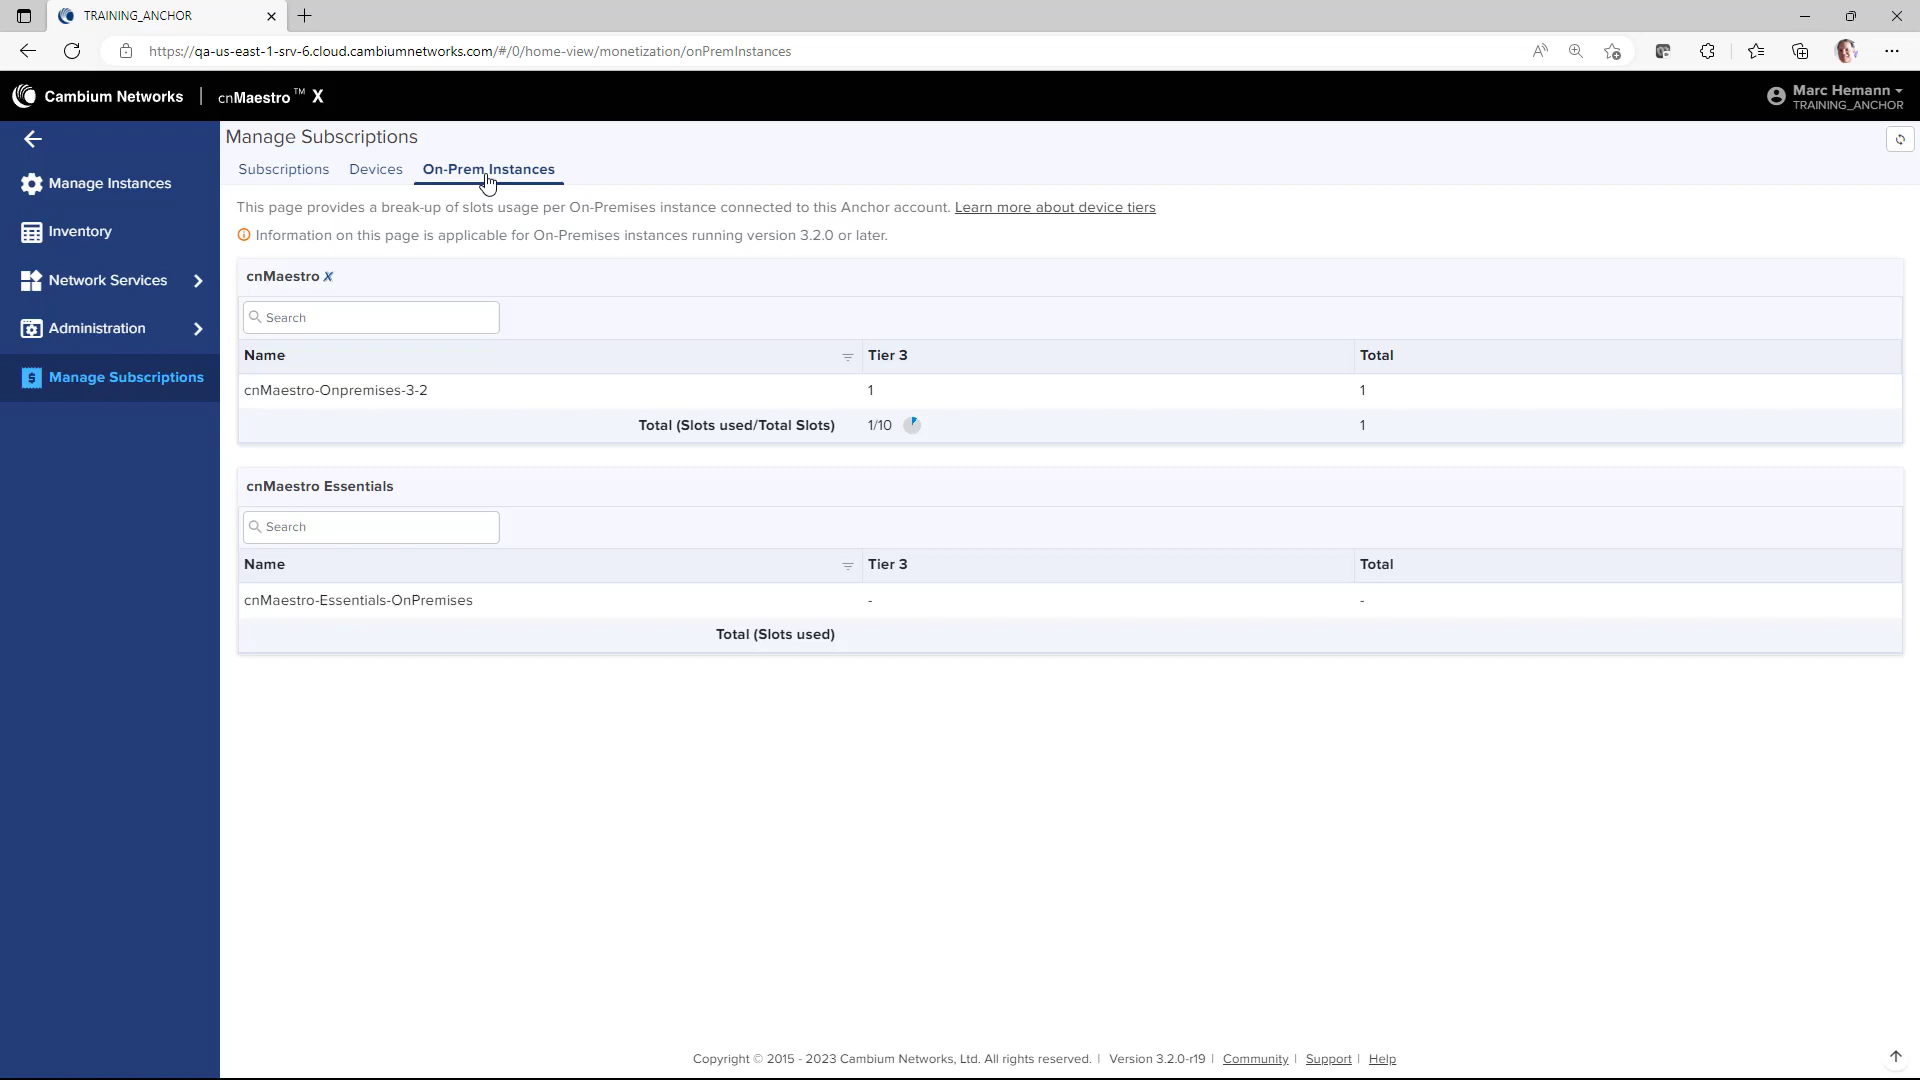 TRAINING_ANCHOR
https://qa-us-east-1-srv-6.cloud.cambiumnetworks.com/#/0/home-view/monetization/onPremInstances
Cambium Networks | cnMaestro™ X
Marc Hemann
TRAINING_ANCHOR
Manage Instances
Inventory
Network Services
Administration
Manage Subscriptions
Manage Subscriptions
Subscriptions Devices On-Prem Instances
This page provides a break-up of slots usage per On-Premises instance connected to this Anchor account. Learn more about device tiers
Information on this page is applicable for On-Premises instances running version 3.2.0 or later.
cnMaestro X
Search
Name Tier 3 Total
cnMaestro-Onpremises-3-2 1 1
Total (Slots used/Total Slots) 1/10 1
cnMaestro Essentials
Search
Name Tier 3 Total
cnMaestro-Essentials-OnPremises - -
Total (Slots used)
Copyright © 2015 - 2023 Cambium Networks, Ltd. All rights reserved. | Version 3.2.0-r19 | Community | Support | Help